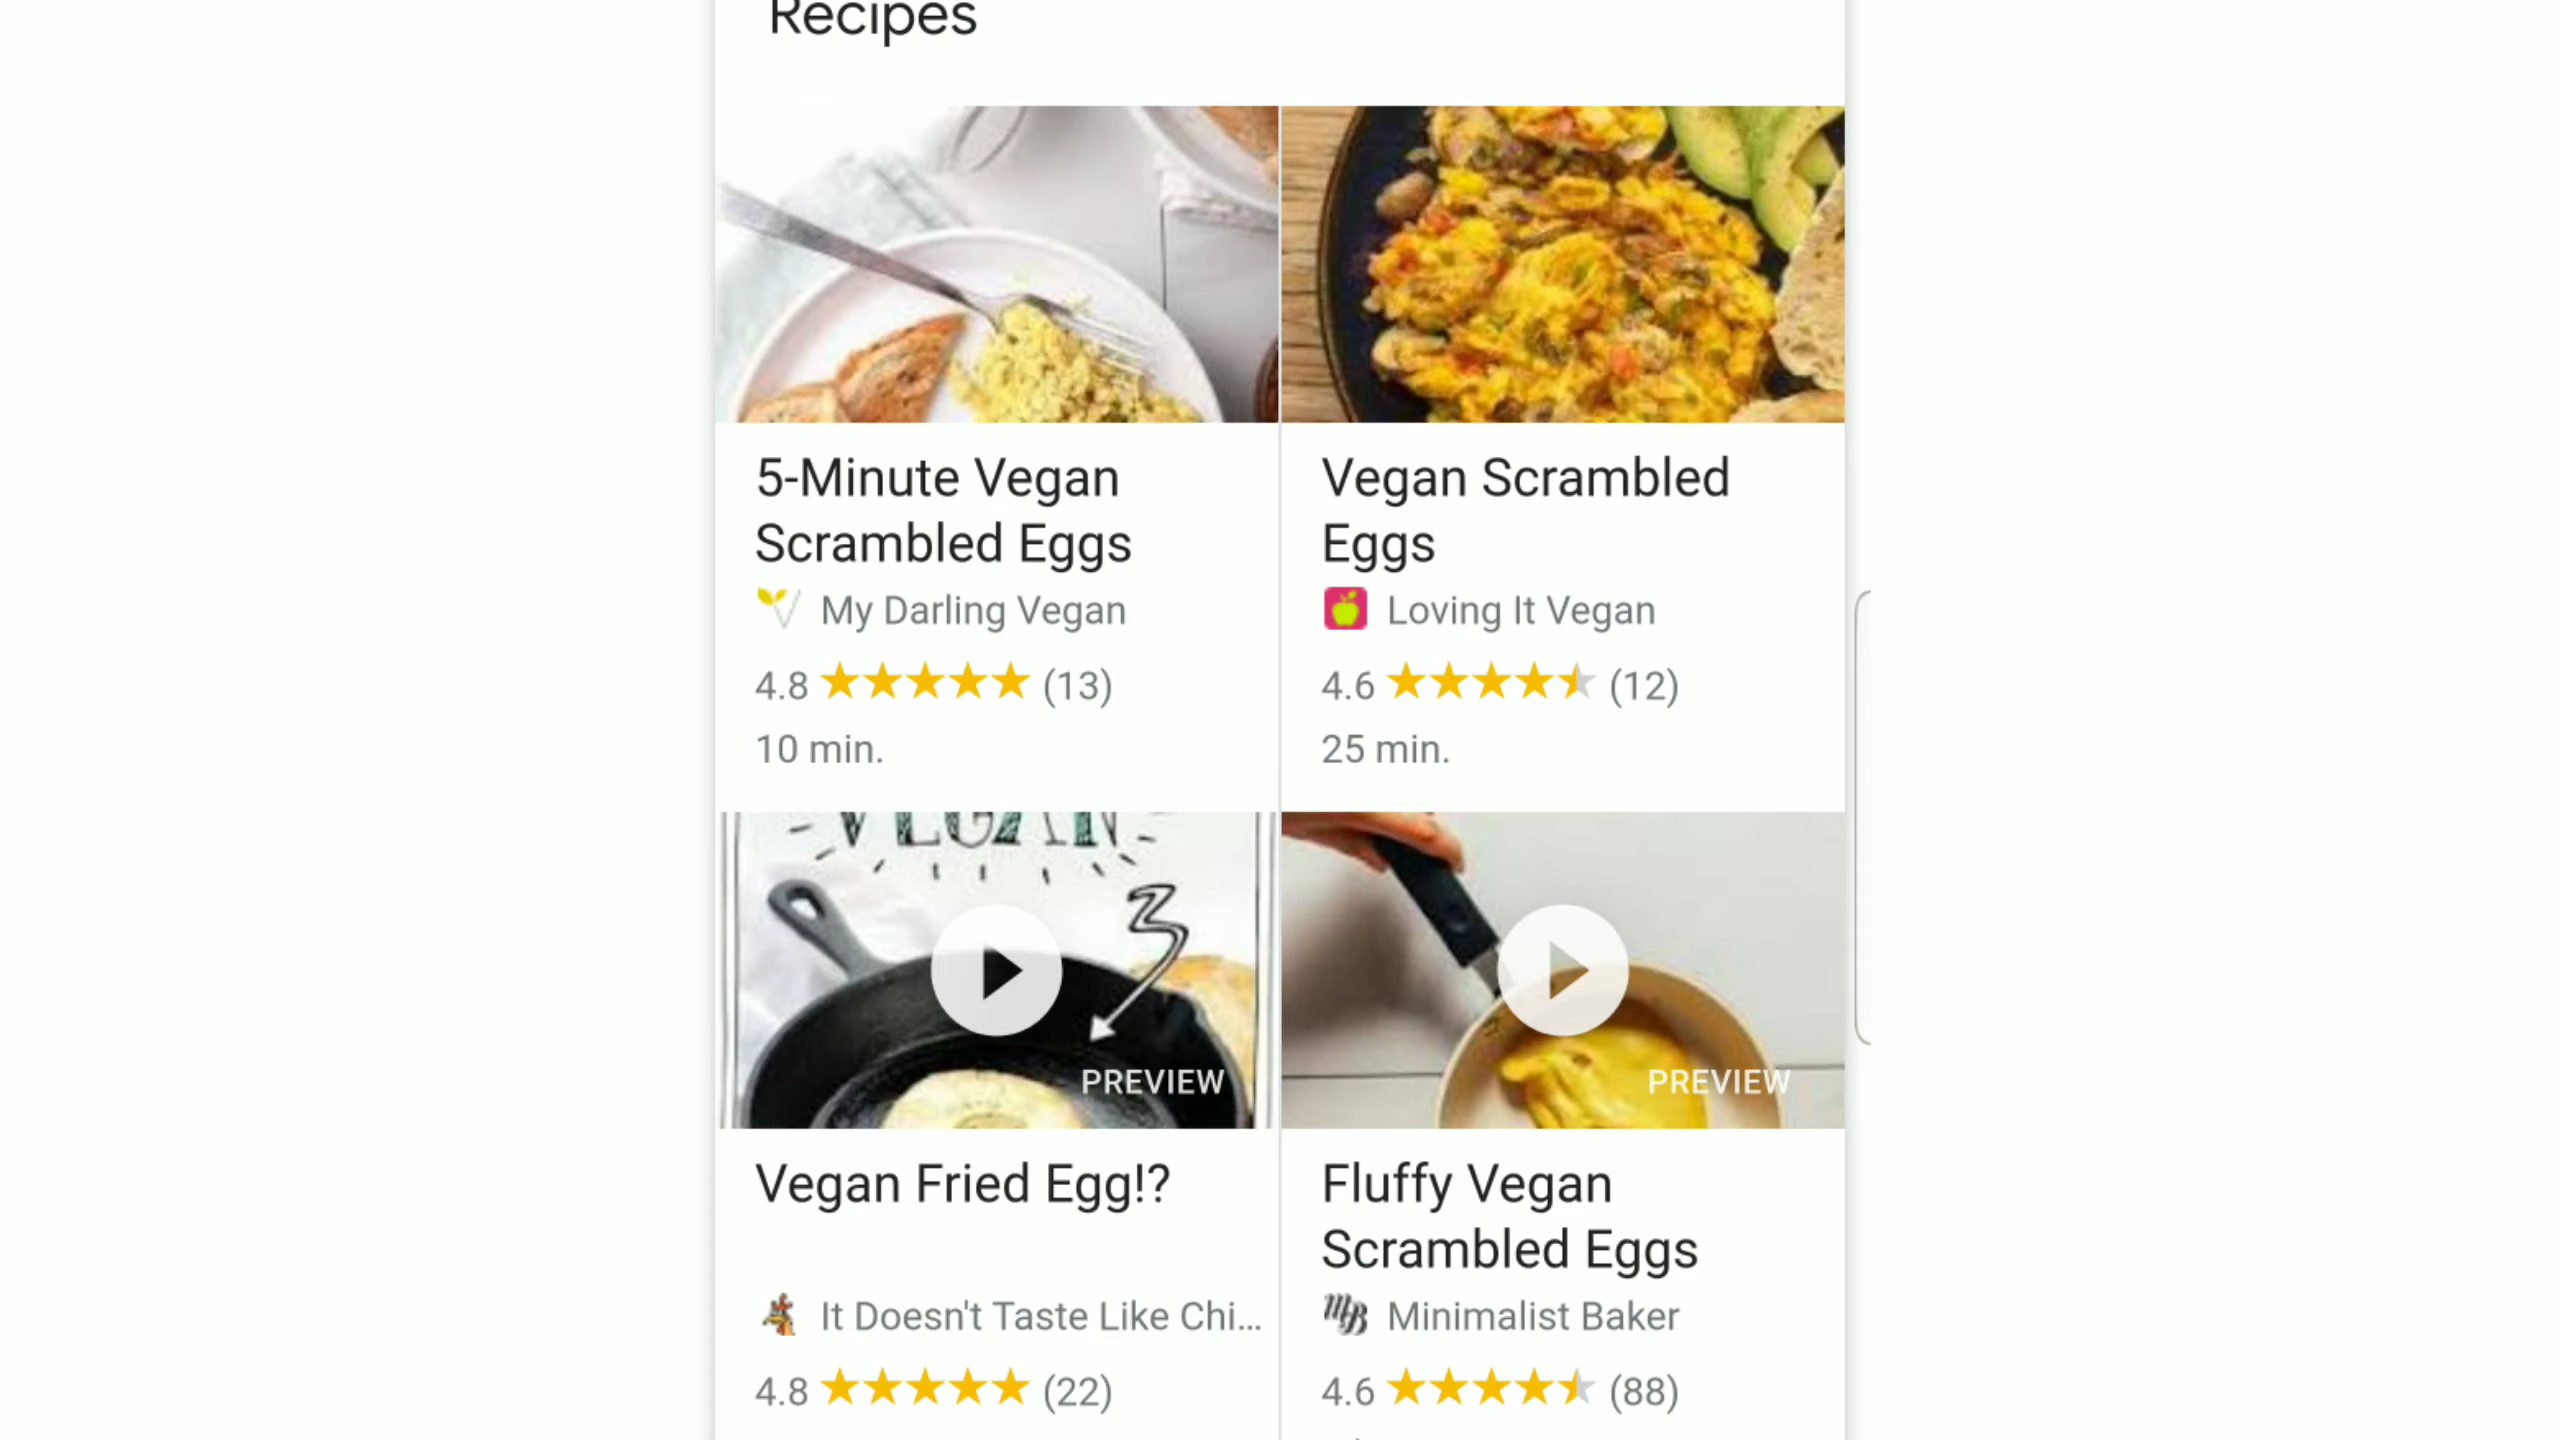 Recipes
5-Minute Vegan
Scrambled Eggs
My Darling Vegan
4.8 ★★★★★ (13)
10 min.
Vegan Scrambled
Eggs
Loving It Vegan
4.6 (12)
25 min.
VEGAN
PREVIEW
Vegan Fried Egg!?
It Doesn't Taste Like Chi...
4.8 ★★★★★ (22)
PREVIEW
Fluffy Vegan
Scrambled Eggs
MB Minimalist Baker
4.6 (88)